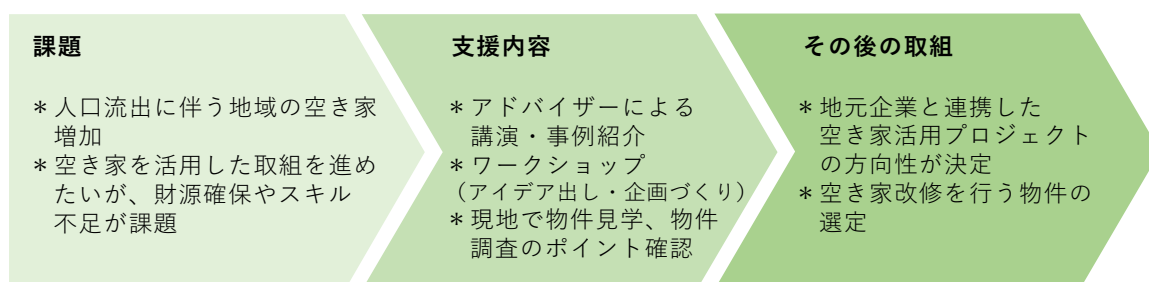 課題
＊人口流出に伴う地域の空き家
増加
＊空き家を活用した取組を進め
たいが、財源確保やスキル
不足が課題
支援内容
＊アドバイザーによる
講演・事例紹介
＊ワークショップ
（アイデア出し・企画づくり）
＊現地で物件見学、物件
調査のポイント確認
その後の取組
＊地元企業と連携した
空き家活用プロジェクト
の方向性が決定
＊空き家改修を行う物件の
選定